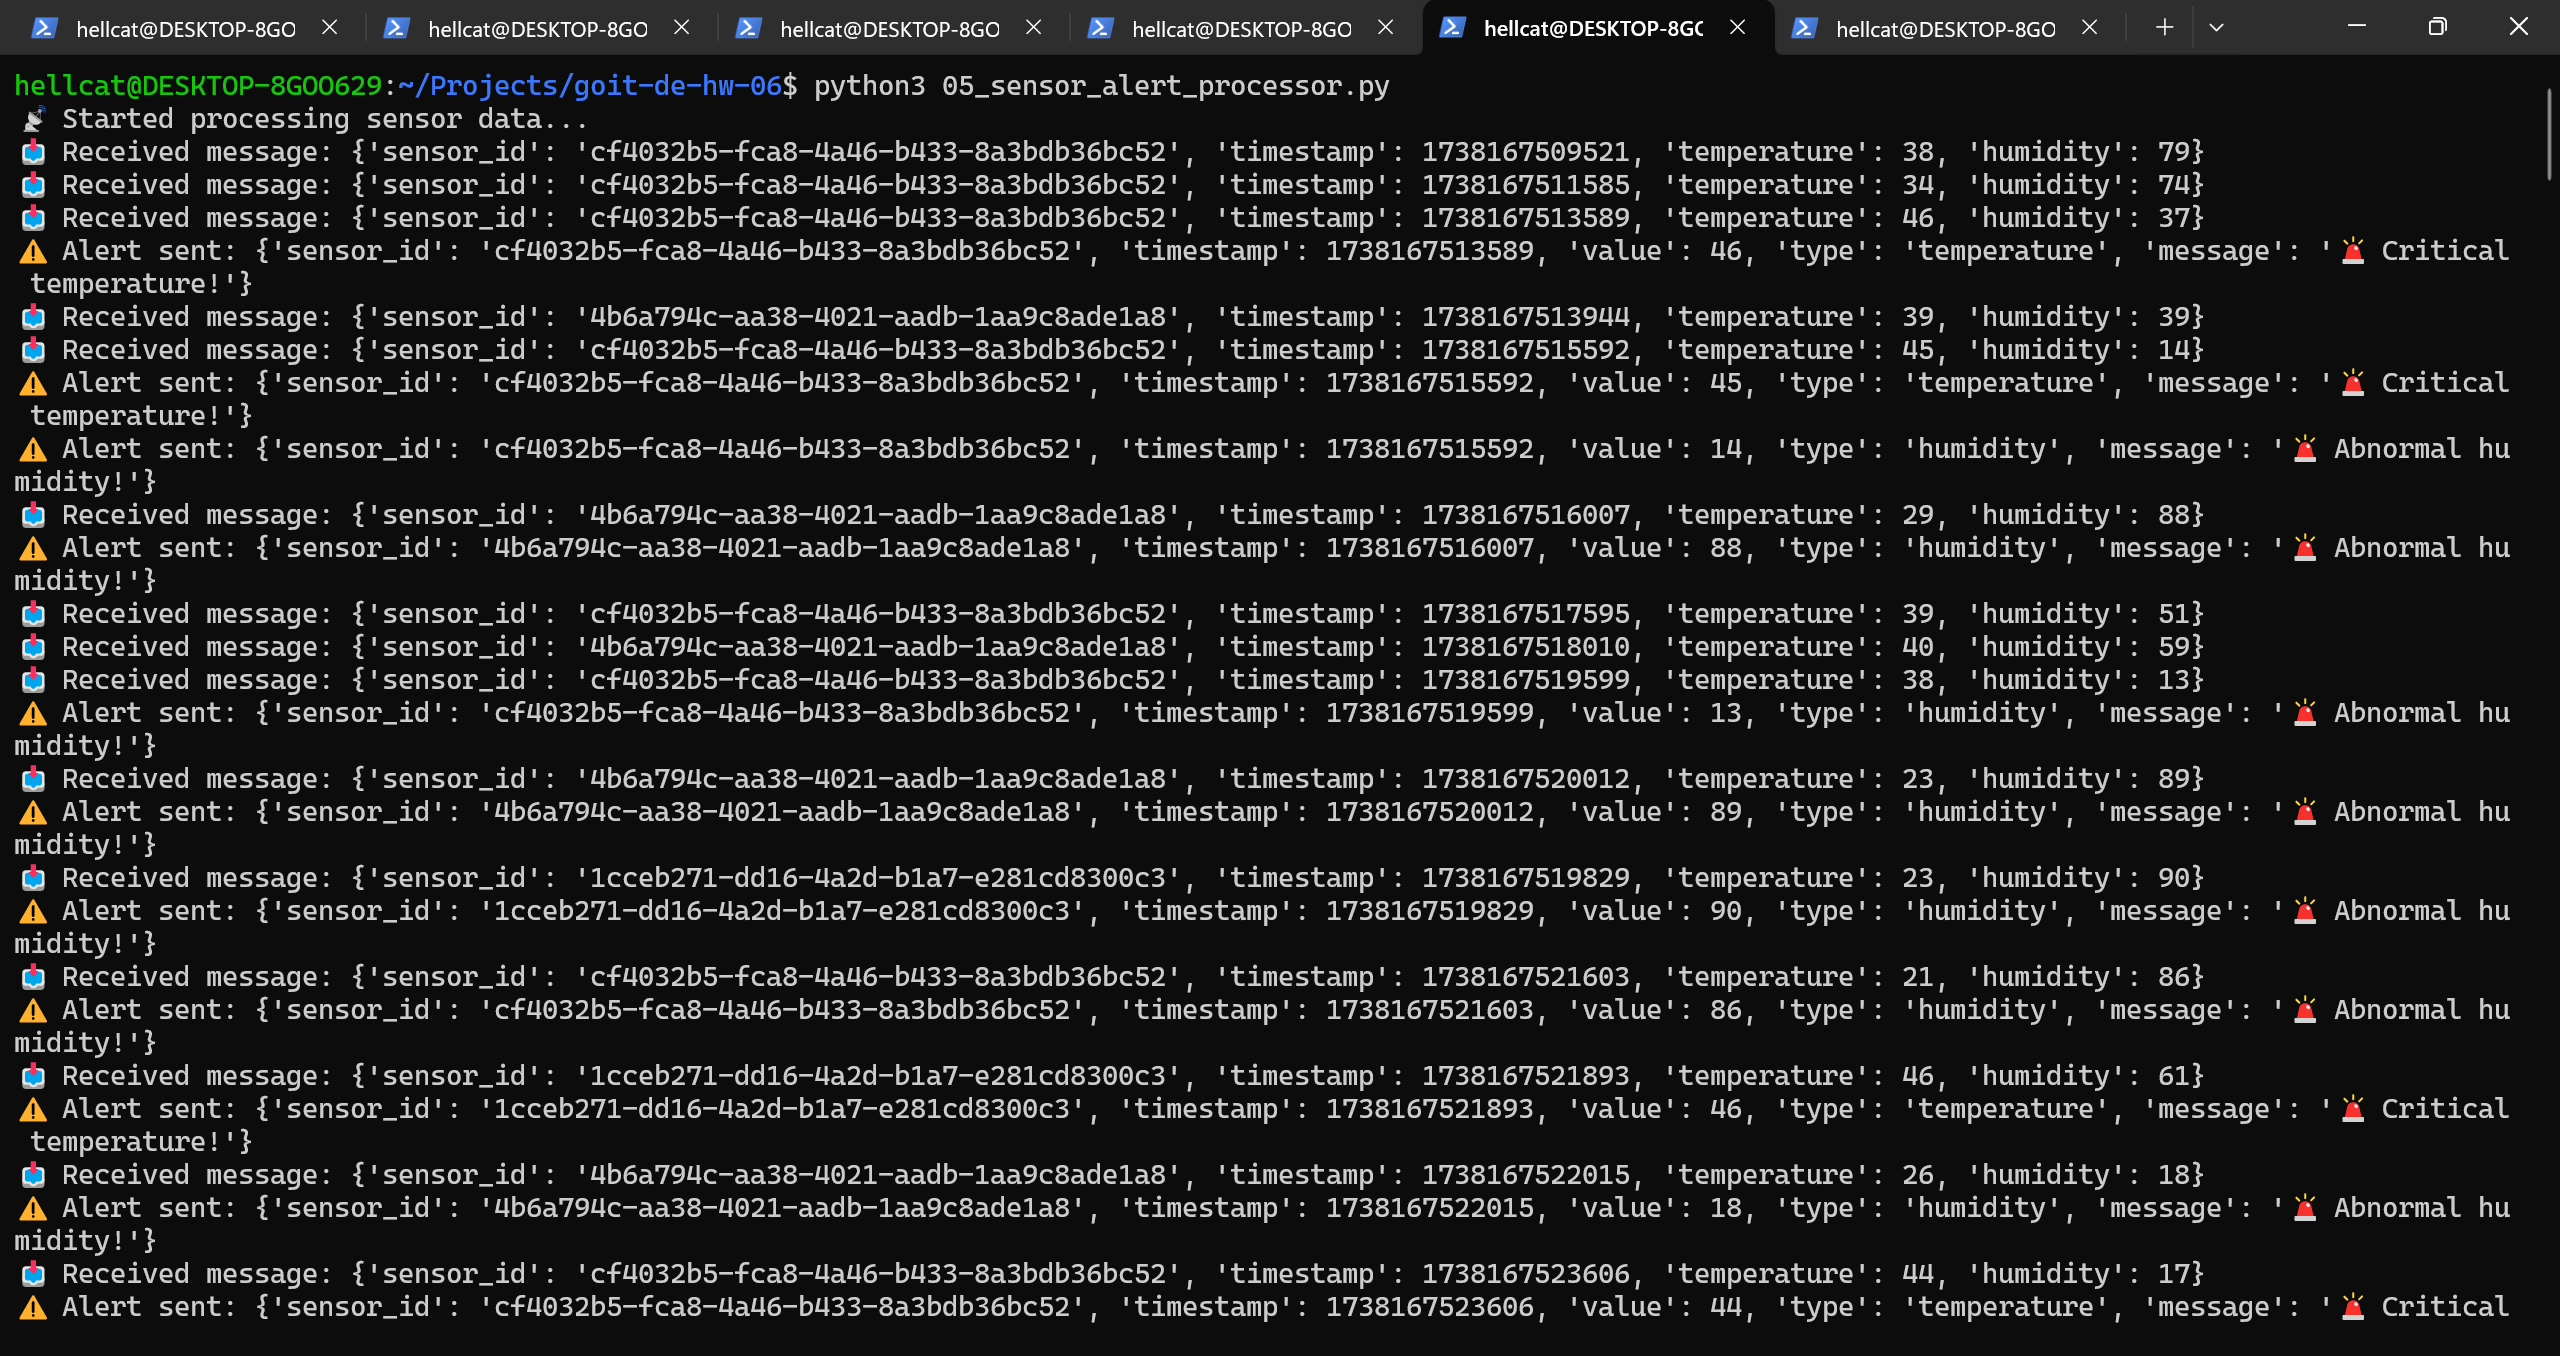 hellcat@DESKTOP-8GO
hellcat@DESKTOP-8GO
hellcat@DESKTOP-8GO
hellcat@DESKTOP-8GO
hellcat@DESKTOP-8GO
hellcat@DESKTOP-8GO
hellcat@DESKTOP-8GOO629:~/Projects/goit-de-hw-06$ python3 05_sensor_alert_processor.py
📡 Started processing sensor data...
📥 Received message: {'sensor_id': 'cf4032b5-fca8-4a46-b433-8a3bdb36bc52', 'timestamp': 1738167509521, 'temperature': 38, 'humidity': 79}
📥 Received message: {'sensor_id': 'cf4032b5-fca8-4a46-b433-8a3bdb36bc52', 'timestamp': 1738167511585, 'temperature': 34, 'humidity': 74}
📥 Received message: {'sensor_id': 'cf4032b5-fca8-4a46-b433-8a3bdb36bc52', 'timestamp': 1738167513589, 'temperature': 46, 'humidity': 37}
⚠️ Alert sent: {'sensor_id': 'cf4032b5-fca8-4a46-b433-8a3bdb36bc52', 'timestamp': 1738167513589, 'value': 46, 'type': 'temperature', 'message': '🚨 Critical
 temperature!'}
📥 Received message: {'sensor_id': '4b6a794c-aa38-4021-aadb-1aa9c8ade1a8', 'timestamp': 1738167513944, 'temperature': 39, 'humidity': 39}
📥 Received message: {'sensor_id': 'cf4032b5-fca8-4a46-b433-8a3bdb36bc52', 'timestamp': 1738167515592, 'temperature': 45, 'humidity': 14}
⚠️ Alert sent: {'sensor_id': 'cf4032b5-fca8-4a46-b433-8a3bdb36bc52', 'timestamp': 1738167515592, 'value': 45, 'type': 'temperature', 'message': '🚨 Critical
 temperature!'}
⚠️ Alert sent: {'sensor_id': 'cf4032b5-fca8-4a46-b433-8a3bdb36bc52', 'timestamp': 1738167515592, 'value': 14, 'type': 'humidity', 'message': '🚨 Abnormal hu
midity!'}
📥 Received message: {'sensor_id': '4b6a794c-aa38-4021-aadb-1aa9c8ade1a8', 'timestamp': 1738167516007, 'temperature': 29, 'humidity': 88}
⚠️ Alert sent: {'sensor_id': '4b6a794c-aa38-4021-aadb-1aa9c8ade1a8', 'timestamp': 1738167516007, 'value': 88, 'type': 'humidity', 'message': '🚨 Abnormal hu
midity!'}
📥 Received message: {'sensor_id': 'cf4032b5-fca8-4a46-b433-8a3bdb36bc52', 'timestamp': 1738167517595, 'temperature': 39, 'humidity': 51}
📥 Received message: {'sensor_id': '4b6a794c-aa38-4021-aadb-1aa9c8ade1a8', 'timestamp': 1738167518010, 'temperature': 40, 'humidity': 59}
📥 Received message: {'sensor_id': 'cf4032b5-fca8-4a46-b433-8a3bdb36bc52', 'timestamp': 1738167519599, 'temperature': 38, 'humidity': 13}
⚠️ Alert sent: {'sensor_id': 'cf4032b5-fca8-4a46-b433-8a3bdb36bc52', 'timestamp': 1738167519599, 'value': 13, 'type': 'humidity', 'message': '🚨 Abnormal hu
midity!'}
📥 Received message: {'sensor_id': '4b6a794c-aa38-4021-aadb-1aa9c8ade1a8', 'timestamp': 1738167520012, 'temperature': 23, 'humidity': 89}
⚠️ Alert sent: {'sensor_id': '4b6a794c-aa38-4021-aadb-1aa9c8ade1a8', 'timestamp': 1738167520012, 'value': 89, 'type': 'humidity', 'message': '🚨 Abnormal hu
midity!'}
📥 Received message: {'sensor_id': '1cceb271-dd16-4a2d-b1a7-e281cd8300c3', 'timestamp': 1738167519829, 'temperature': 23, 'humidity': 90}
⚠️ Alert sent: {'sensor_id': '1cceb271-dd16-4a2d-b1a7-e281cd8300c3', 'timestamp': 1738167519829, 'value': 90, 'type': 'humidity', 'message': '🚨 Abnormal hu
midity!'}
📥 Received message: {'sensor_id': 'cf4032b5-fca8-4a46-b433-8a3bdb36bc52', 'timestamp': 1738167521603, 'temperature': 21, 'humidity': 86}
⚠️ Alert sent: {'sensor_id': 'cf4032b5-fca8-4a46-b433-8a3bdb36bc52', 'timestamp': 1738167521603, 'value': 86, 'type': 'humidity', 'message': '🚨 Abnormal hu
midity!'}
📥 Received message: {'sensor_id': '1cceb271-dd16-4a2d-b1a7-e281cd8300c3', 'timestamp': 1738167521893, 'temperature': 46, 'humidity': 61}
⚠️ Alert sent: {'sensor_id': '1cceb271-dd16-4a2d-b1a7-e281cd8300c3', 'timestamp': 1738167521893, 'value': 46, 'type': 'temperature', 'message': '🚨 Critical
 temperature!'}
📥 Received message: {'sensor_id': '4b6a794c-aa38-4021-aadb-1aa9c8ade1a8', 'timestamp': 1738167522015, 'temperature': 26, 'humidity': 18}
⚠️ Alert sent: {'sensor_id': '4b6a794c-aa38-4021-aadb-1aa9c8ade1a8', 'timestamp': 1738167522015, 'value': 18, 'type': 'humidity', 'message': '🚨 Abnormal hu
midity!'}
📥 Received message: {'sensor_id': 'cf4032b5-fca8-4a46-b433-8a3bdb36bc52', 'timestamp': 1738167523606, 'temperature': 44, 'humidity': 17}
⚠️ Alert sent: {'sensor_id': 'cf4032b5-fca8-4a46-b433-8a3bdb36bc52', 'timestamp': 1738167523606, 'value': 44, 'type': 'temperature', 'message': '🚨 Critical